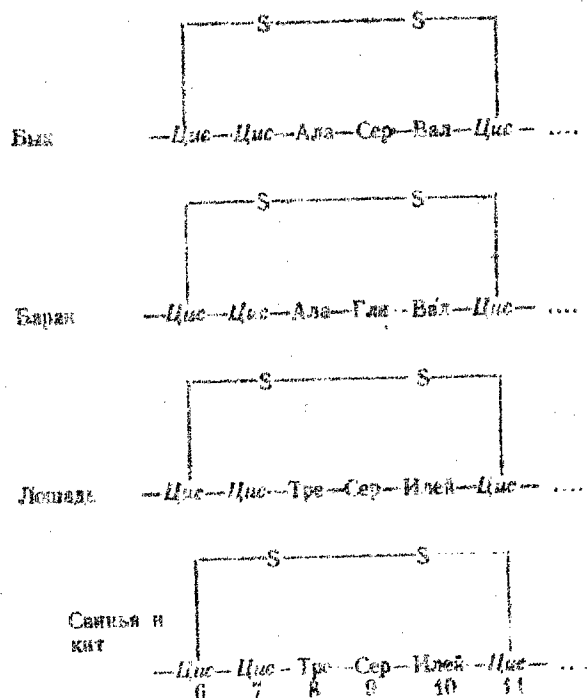 S S
Бык —Цис—Цис—Ала—Сер—Вал—Цис— ....
S S
Баран —Цис—Цис—Ала—Гли—Вал—Цис— ....
S S
Лошадь —Цис—Цис—Тре—Сер—Илей—Цис— ....
S S
Свинья и
кит —Цис—Цис—Тре—Сер—Илей—Цис— ...
6 7 8 9 10 11